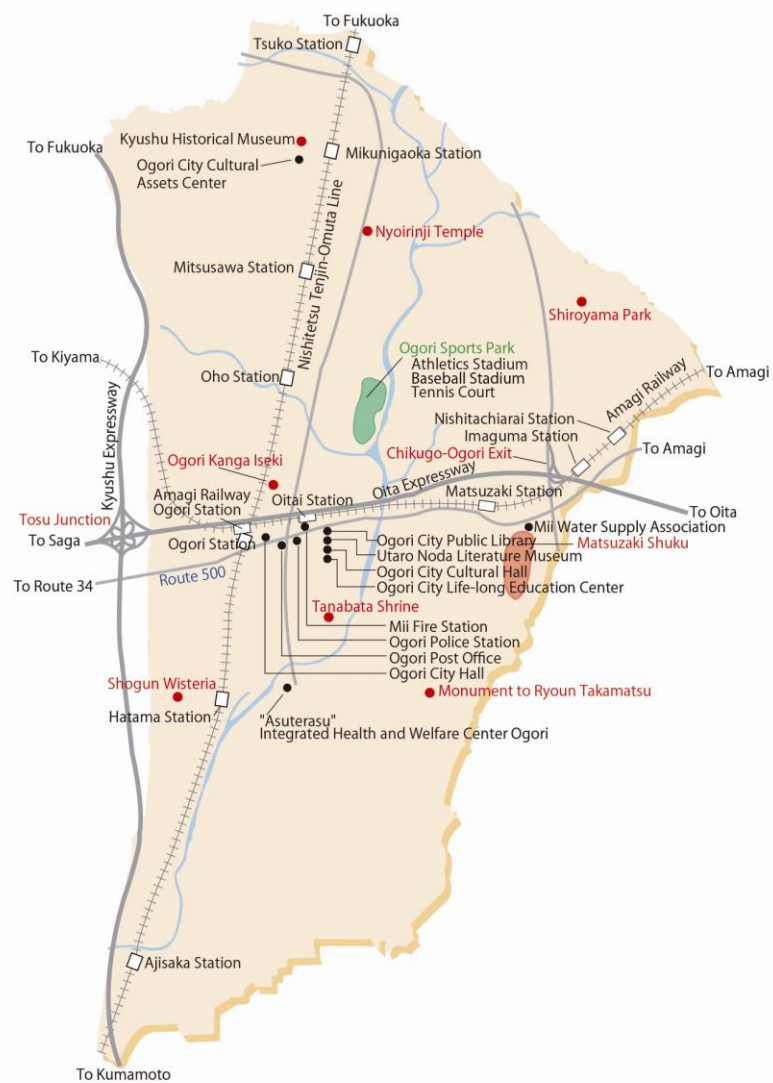 To Fukuoka
Tsuko Station
Kyushu Historical Museum
To Fukuoka
Mikunigaoka Station
Ogori City Cultural
Assets Center
Nishitetsu Tenjin-Omuta Line
Nyoirinji Temple
Mitsusawa Station
Shiroyama Park
Ogori Sports Park
Athletics Stadium
Baseball Stadium
Tennis Court
To Kiyama
Oho Station
Amagi Railway
To Amagi
Kyushu Expressway
Nishitachiarai Station
Imaguma Station
To Amagi
Ogori Kanga Iseki
Chikugo-Ogori Exit
Amagi Railway
Ogori Station
Oitai Station
Oita Expressway
Matsuzaki Station
To Oita
Tosu Junction
To Saga
Ogori Station
Mii Water Supply Association
Ogori City Public Library
Matsuzaki Shuku
Utaro Noda Literature Museum
Ogori City Cultural Hall
Ogori City Life-long Education Center
To Route 34
Route 500
Tanabata Shrine
Mii Fire Station
Ogori Police Station
Ogori Post Office
Ogori City Hall
Shogun Wisteria
Monument to Ryoun Takamatsu
Hatama Station
"Asuterasu"
Integrated Health and Welfare Center Ogori
Ajisaka Station
To Kumamoto